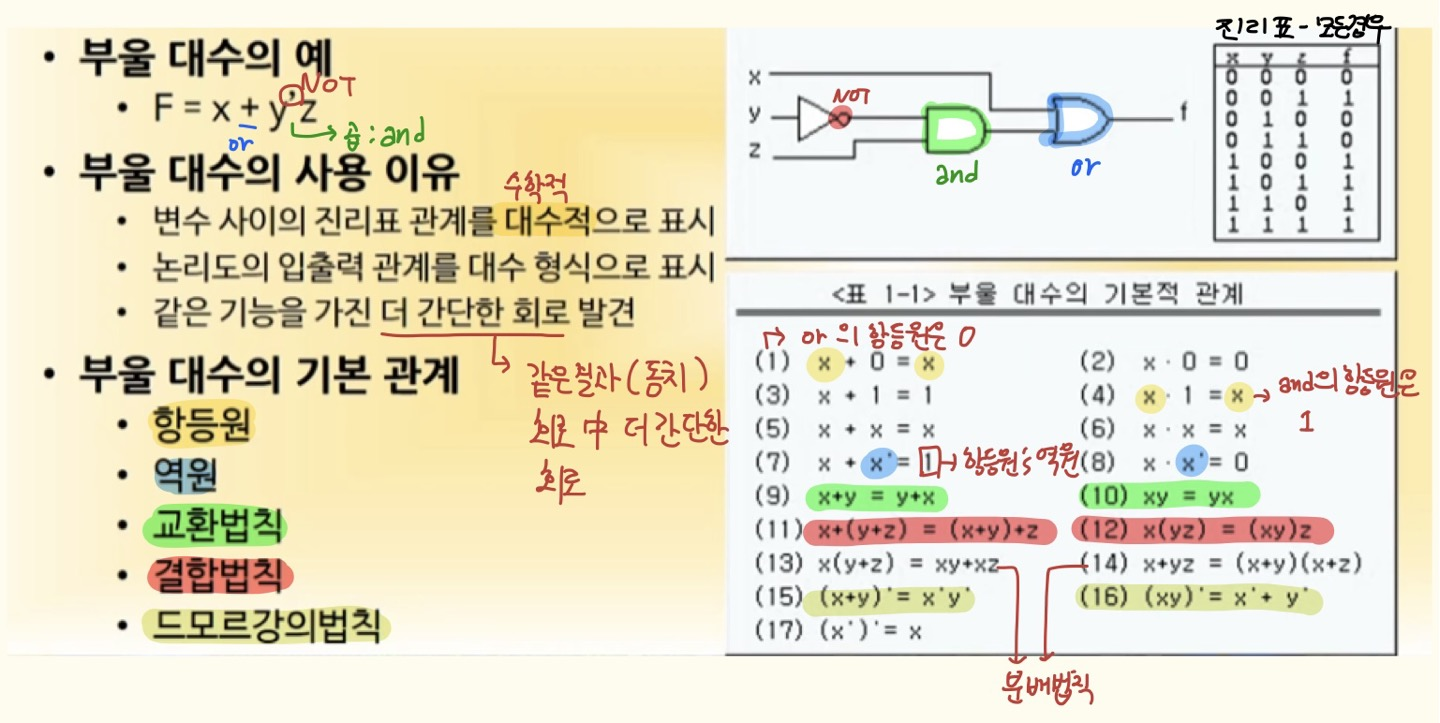 • 부울 대수의 예
NOT
• F = x + y’z
or
곱 : and
• 부울 대수의 사용 이유
수학적
• 변수 사이의 진리표 관계를 대수적으로 표시
• 논리도의 입출력 관계를 대수 형식으로 표시
• 같은 기능을 가진 더 간단한 회로 발견
같은결과 (동치)
회로 中 더 간단한
회로
• 부울 대수의 기본 관계
• 항등원
• 역원
• 교환법칙
• 결합법칙
• 드모르강의법칙
x
y
z
NOT
and
or
f
진리표 - 모든경우
x y z f
0 0 0 0
0 0 1 1
0 1 0 0
0 1 1 0
1 0 0 1
1 0 1 1
1 1 0 1
1 1 1 1
<표 1-1> 부울 대수의 기본적 관계
or 의 항등원은 0
(1) x + 0 = x
(2) x · 0 = 0
(3) x + 1 = 1
(4) x · 1 = x
and의 항등원은
1
(5) x + x = x
(6) x · x = x
(7) x + x' = 1
항등원's 역원
(8) x · x' = 0
(9) x+y = y+x
(10) xy = yx
(11) x+(y+z) = (x+y)+z
(12) x(yz) = (xy)z
(13) x(y+z) = xy+xz
(14) x+yz = (x+y)(x+z)
(15) (x+y)'= x'y'
(16) (xy)'= x'+ y'
(17) (x')'= x
분배법칙